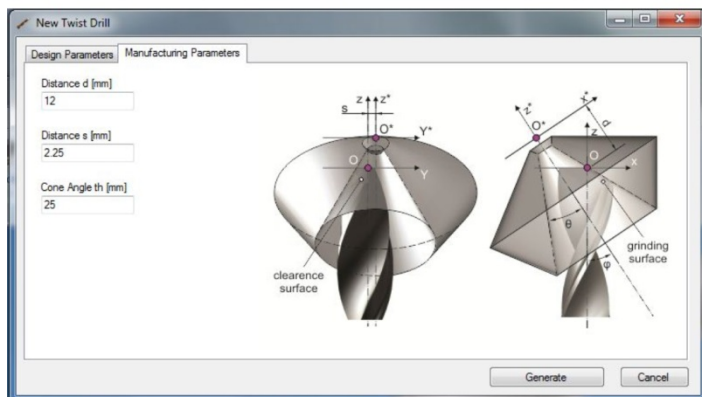 New Twist Drill
Design Parameters
Manufacturing Parameters
Distance d [mm]
12
Distance s [mm]
2.25
Cone Angle th [mm]
25
z z*
s
O* Y*
O Y
clearence
surface
z* x*
O* d
z
O x
θ
φ
grinding
surface
Generate
Cancel